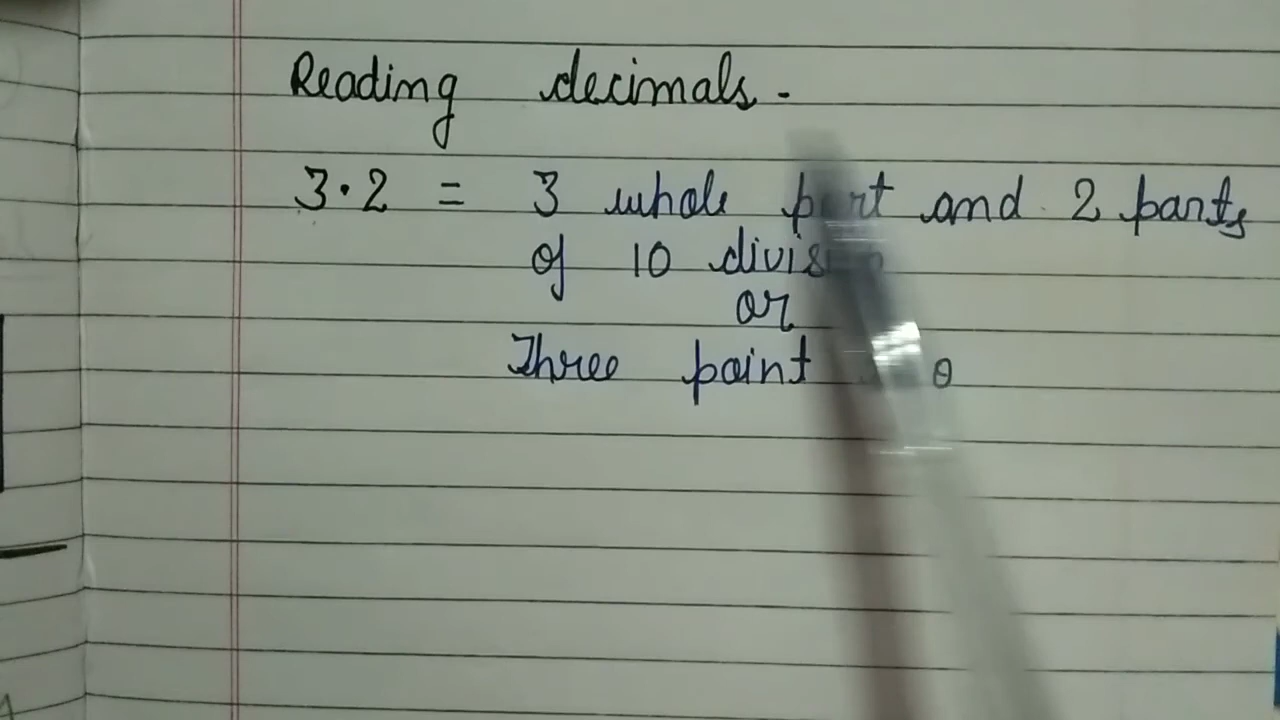 Reading decimals -
3.2 = 3 whole part and 2 parts
of 10
or
Three point